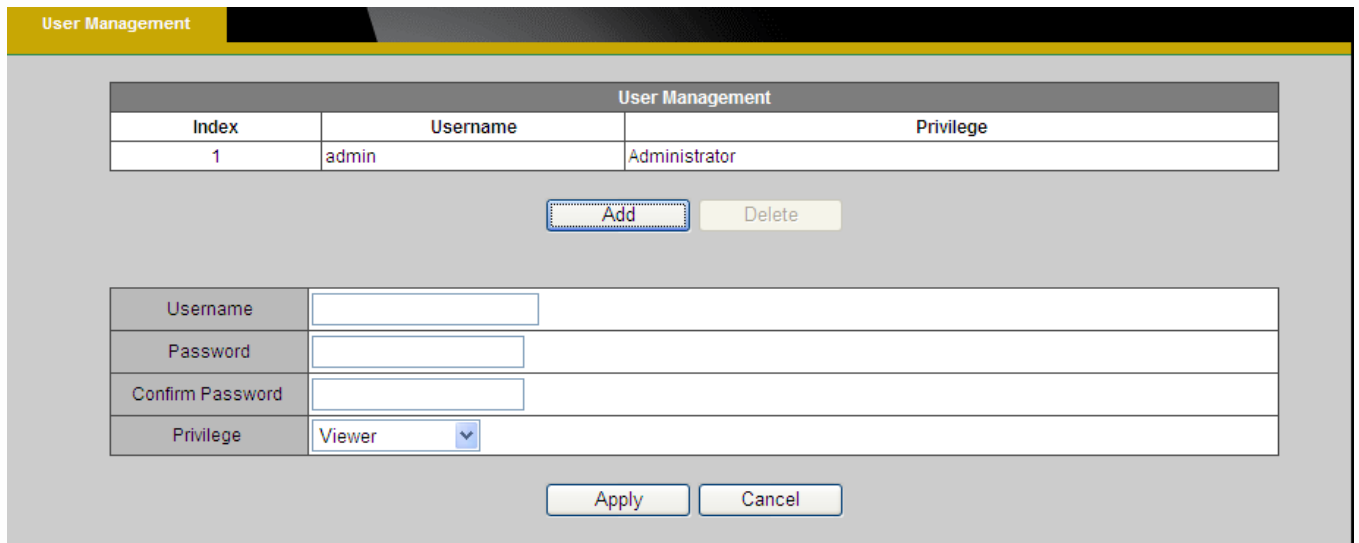 User Management
User Management
Index Username Privilege
1 admin Administrator
Add Delete
Username
Password
Confirm Password
Privilege Viewer
Apply Cancel